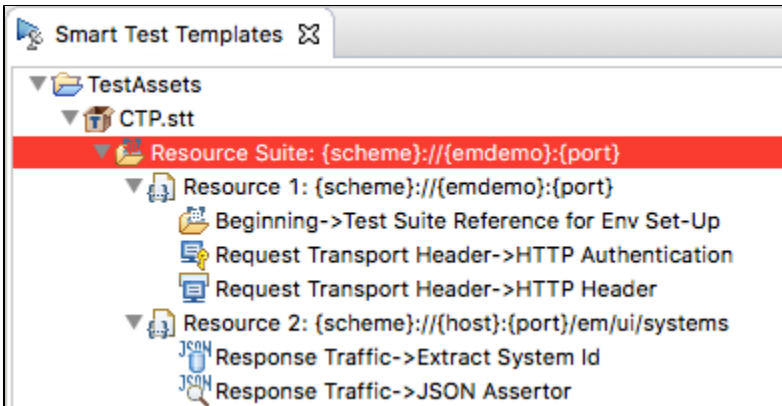 Smart Test Templates
TestAssets
CTP.stt
Resource Suite: {scheme}://{emdemo}:{port}
Resource 1: {scheme}://{emdemo}:{port}
Beginning->Test Suite Reference for Env Set-Up
Request Transport Header->HTTP Authentication
Request Transport Header->HTTP Header
Resource 2: {scheme}://{host}:{port}/em/ui/systems
JSON Response Traffic->Extract System Id
JSON Response Traffic->JSON Assertor